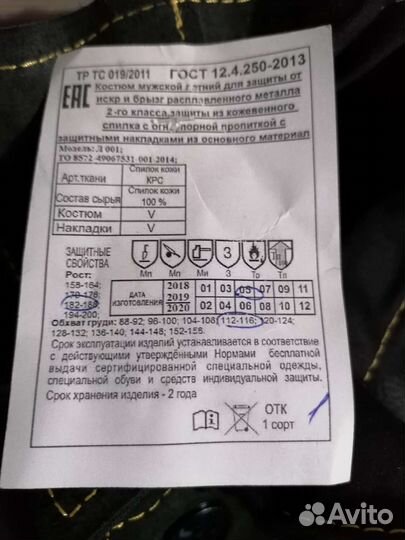 ТР ТС 019/2011 ГОСТ 12.4.250-2013
ЕАС
Костюм мужской летний для защиты от
искр и брызг расплавленного металла
2-го класса защиты из кожевенного
спилка с огнеупорной пропиткой с
защитными накладками из основного материал
Модель: Л 001;
ТО 8572-49067531-001-2014;
Арт.ткани Спилок кожи КРС
Состав сырья Спилок кожи 100 %
Костюм V
Накладки V
ЗАЩИТНЫЕ СВОЙСТВА
З
Мп Мп Ми З То Тп
Рост:
158-164;
170-176
182-188
194-200;
ДАТА ИЗГОТОВЛЕНИЯ
2018 2019 2020
01 03 05 07 09 11
02 04 06 08 10 12
Обхват груди: 88-92; 96-100; 104-108; 112-116; 120-124;
128-132; 136-140; 144-148; 152-156.
Срок эксплуатации изделий устанавливается в соответствие
с действующими утверждёнными Нормами бесплатной
выдачи сертифицированной специальной одежды,
специальной обуви и средств индивидуальной защиты.
Срок хранения изделия - 2 года
ОТК
1 сорт
Avito